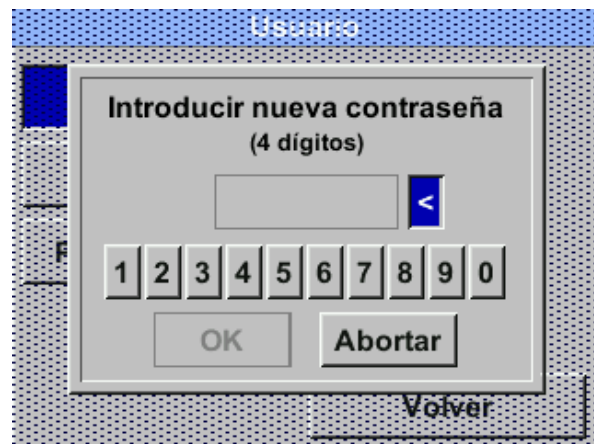 Usuario
Introducir nueva contraseña
(4 dígitos)
<
1 2 3 4 5 6 7 8 9 0
OK Abortar
Volver